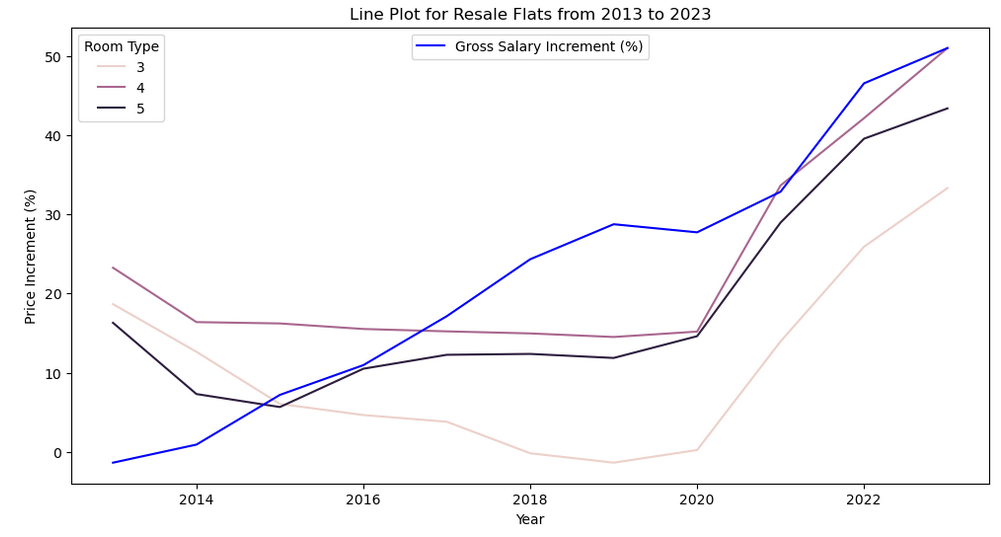 Line Plot for Resale Flats from 2013 to 2023
Room Type
3
4
5
Gross Salary Increment (%)
Price Increment (%)
50
40
30
20
10
0
2014 2016 2018 2020 2022
Year